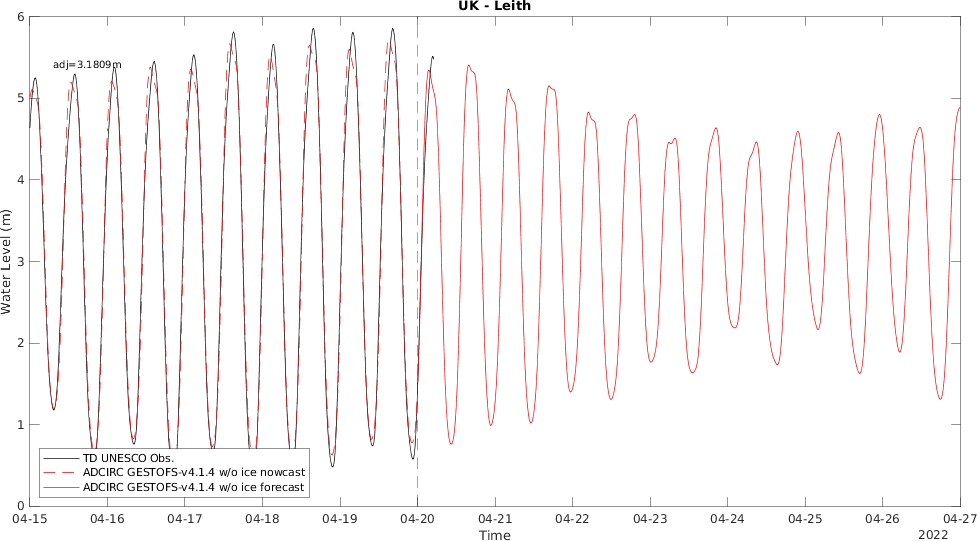 UK - Leith
6
adj=3.1809m
5
4
3
2
1
0
Water Level (m)
TD UNESCO Obs.
ADCIRC GESTOFS-v4.1.4 w/o ice nowcast
ADCIRC GESTOFS-v4.1.4 w/o ice forecast
04-15 04-16 04-17 04-18 04-19 04-20 04-21 04-22 04-23 04-24 04-25 04-26 04-27
Time
2022